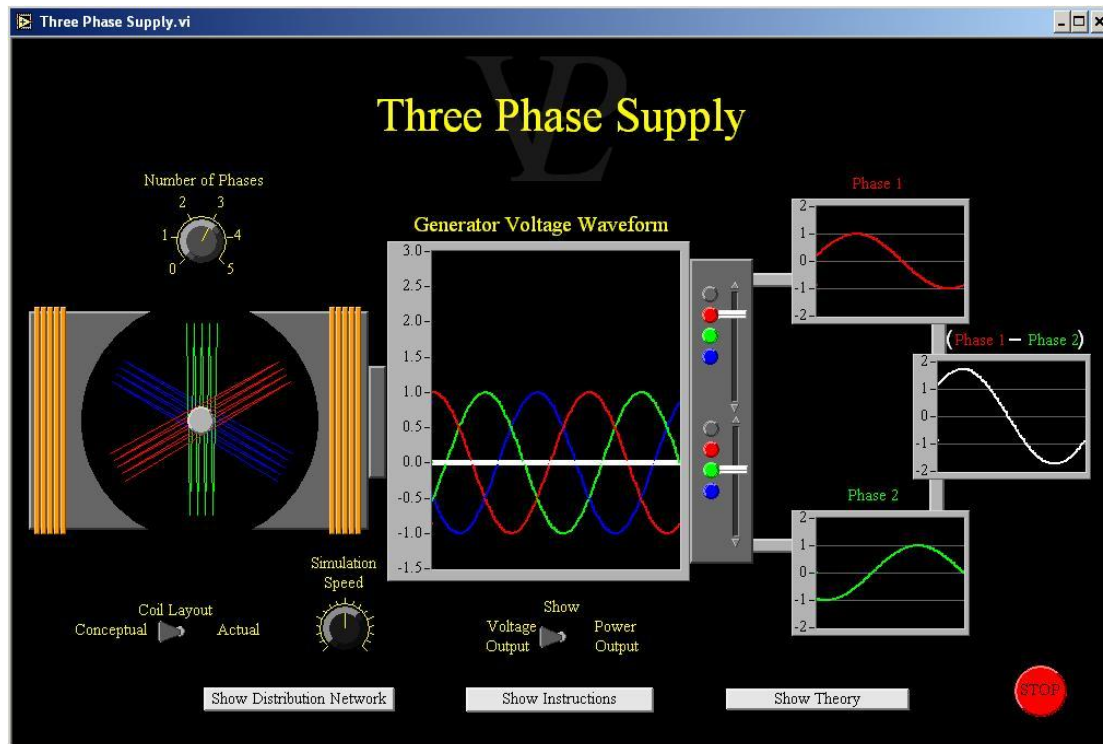 Three Phase Supply.vi
VPL
Three Phase Supply
Number of Phases
2 3
1 4
0 5
Generator Voltage Waveform
3.0
2.5
2.0
1.5
1.0
0.5
0.0
-0.5
-1.0
-1.5
Phase 1
2
1
0
-1
-2
(Phase 1 - Phase 2)
2
1
0
-1
-2
Phase 2
2
1
0
-1
-2
Simulation
Speed
Coil Layout
Conceptual Actual
Show
Voltage Power
Output Output
Show Distribution Network
Show Instructions
Show Theory
STOP